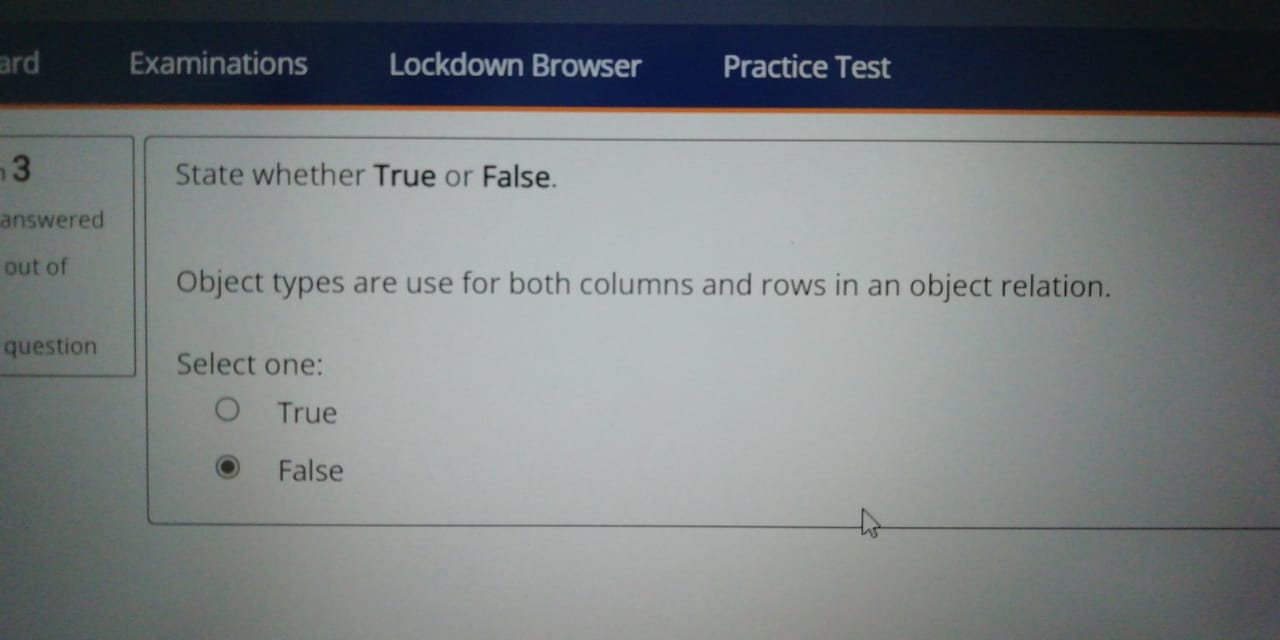 ard Examinations Lockdown Browser Practice Test
3
answered
out of
question
State whether True or False.
Object types are use for both columns and rows in an object relation.
Select one:
True
False